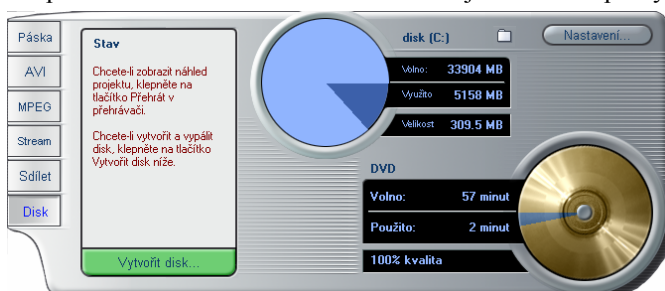 Páska
AVI
MPEG
Stream
Sdílet
Disk
Stav
Chcete-li zobrazit náhled
projektu, klepněte na
tlačítko Přehrát v
přehrávači.
Chcete-li vytvořit a vypálit
disk, klepněte na tlačítko
Vytvořit disk níže.
Vytvořit disk...
disk (C:)
Nastavení...
Volno: 33904 MB
Využito 5158 MB
Velikost 309.5 MB
DVD
Volno: 57 minut
Použito: 2 minut
100% kvalita